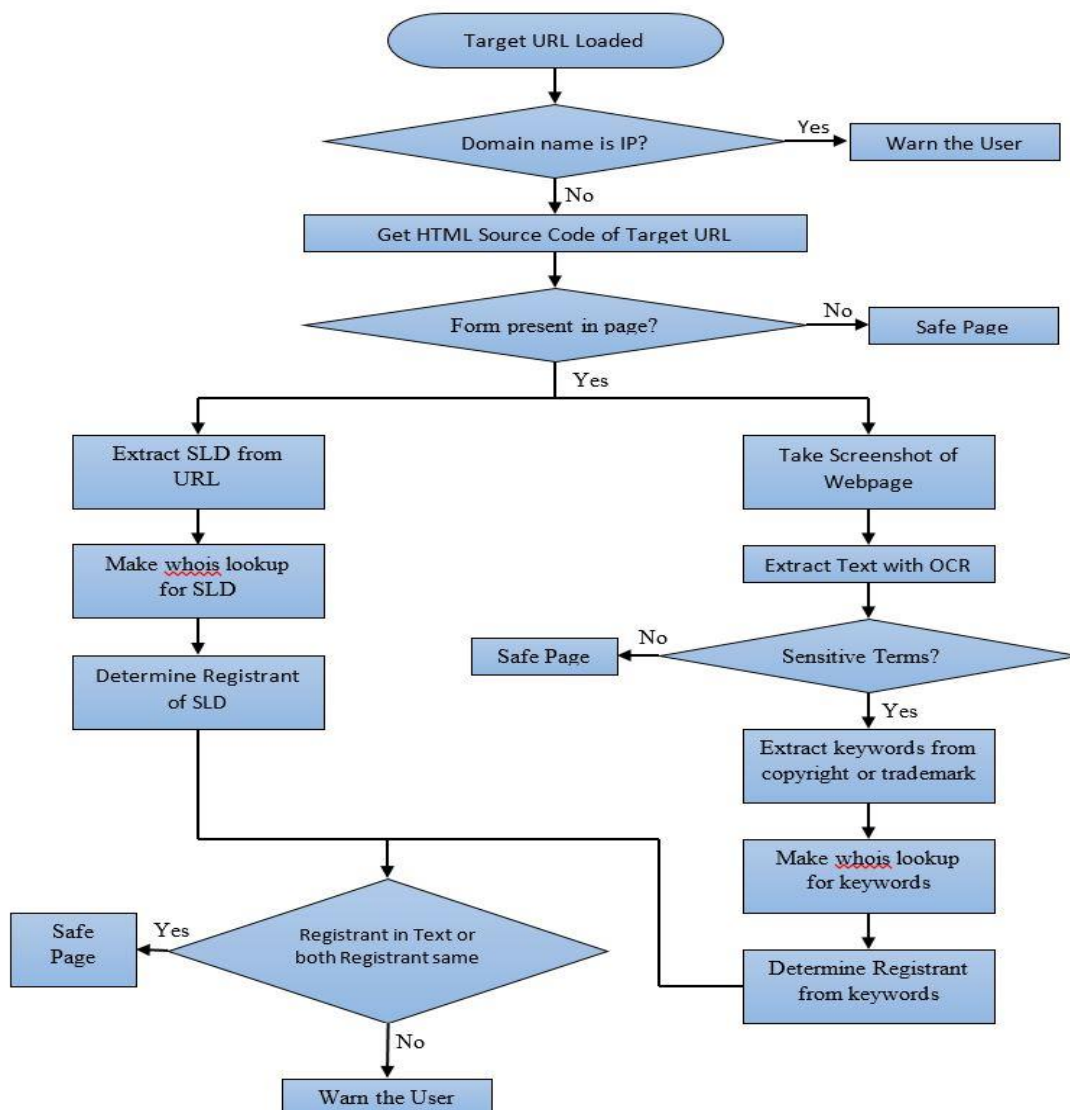 Target URL Loaded
Domain name is IP?
Yes
Warn the User
No
Get HTML Source Code of Target URL
Form present in page?
No
Safe Page
Yes
Extract SLD from
URL
Take Screenshot of
Webpage
Make whois lookup
for SLD
Extract Text with OCR
No
Safe Page
Sensitive Terms?
Determine Registrant
of SLD
Yes
Extract keywords from
copyright or trademark
Make whois lookup
for keywords
Safe
Page
Yes
Registrant in Text or
both Registrant same
Determine Registrant
from keywords
No
Warn the User